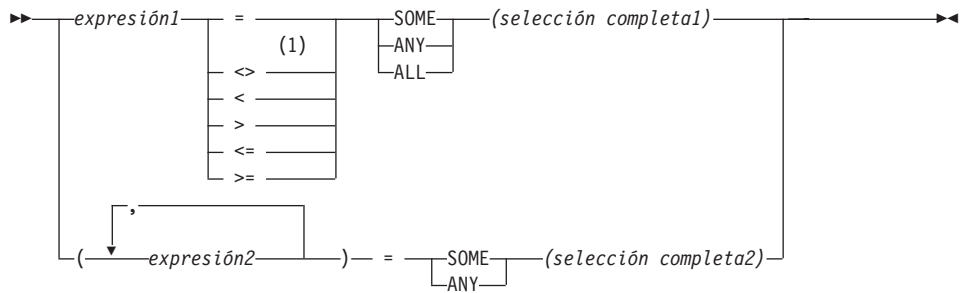 expresión1 = SOME (selección completa1)
(1) ANY
<> ALL
<
>
<=
>=
,
( expresión2 ) = SOME (selección completa2)
ANY